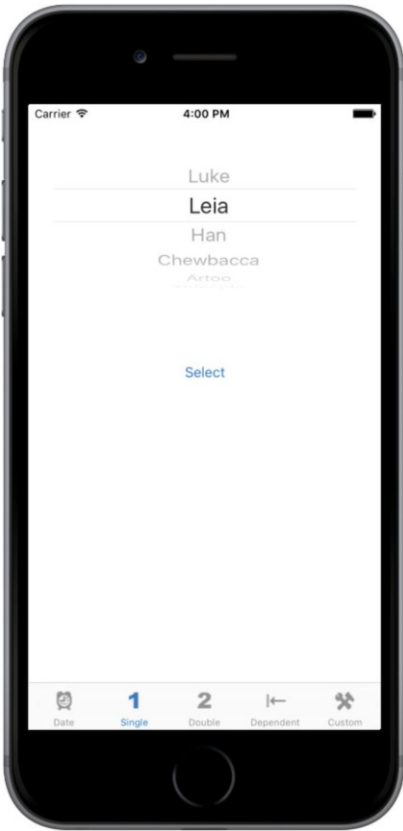 Carrier 4:00 PM
Luke
Leia
Han
Chewbacca
Artoo
Select
1 2
Date Single Double Dependent Custom